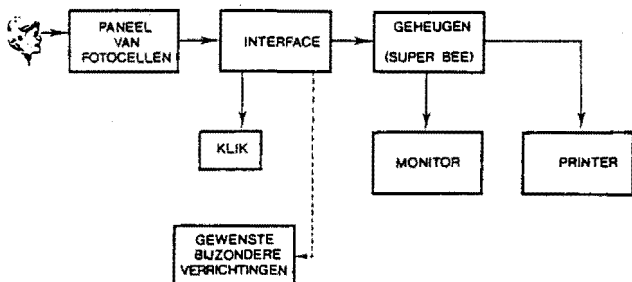 PANEEL
VAN
FOTOCELLEN
INTERFACE
GEHEUGEN
(SUPER BEE)
KLIK
MONITOR
PRINTER
GEWENSTE
BIJZONDERE
VERRICHTINGEN